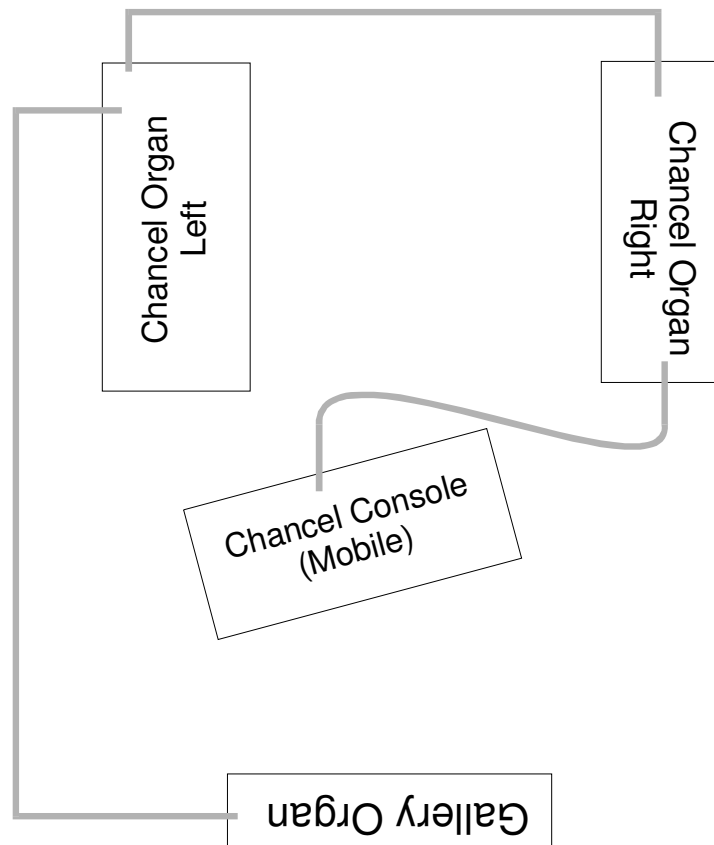 Chancel Organ
Left
Chancel Organ
Right
Chancel Console
(Mobile)
Gallery Organ